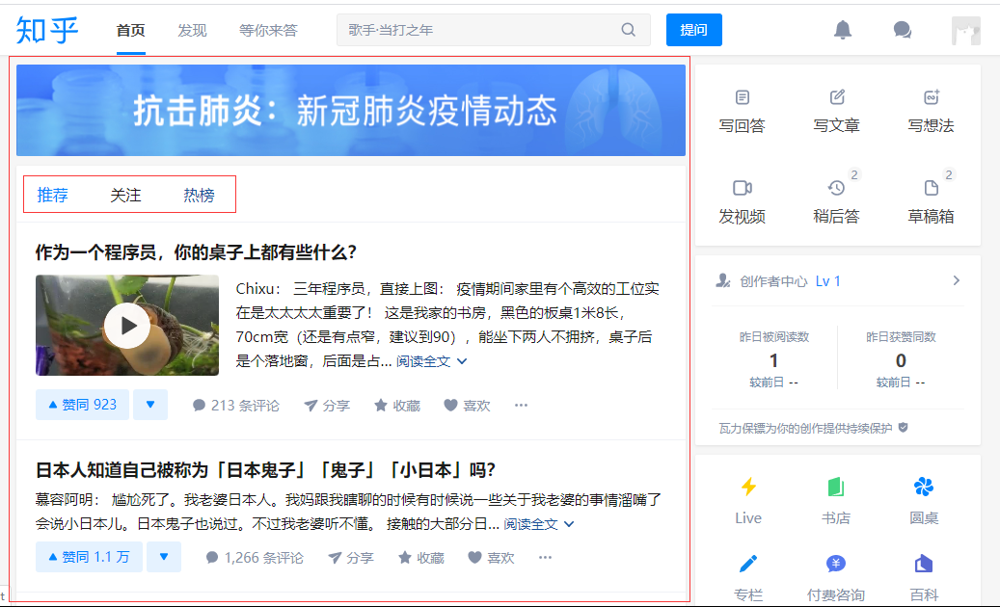 知乎 首页 发现 等你来答 歌手·当打之年 提问
抗击肺炎：新冠肺炎疫情动态
推荐 关注 热榜
作为一个程序员，你的桌子上都有些什么？
Chixu： 三年程序员，直接上图： 疫情期间家里有个高效的工位实
在是太太太太重要了！ 这是我家的书房，黑色的板桌1米8长，
70cm宽（还是有点窄，建议到90），能坐下两人不拥挤，桌子后
是个落地窗，后面是占... 阅读全文
赞同 923 213 条评论 分享 收藏 喜欢 ···
日本人知道自己被称为「日本鬼子」「鬼子」「小日本」吗？
慕容阿明： 尴尬死了。我老婆日本人。我妈跟我瞎聊的时候有时候说一些关于我老婆的事情溜嘴了
会说小日本儿。日本鬼子也说过。不过我老婆听不懂。 接触的大部分日... 阅读全文
赞同 1.1 万 1,266 条评论 分享 收藏 喜欢 ···
t
写回答 写文章 写想法
2 2
发视频 稍后答 草稿箱
创作者中心 Lv 1
昨日被阅读数 昨日获赞同数
1 0
较前日 -- 较前日 --
瓦力保镖为你的创作提供持续保护
Live 书店 圆桌
¥
专栏 付费咨询 百科